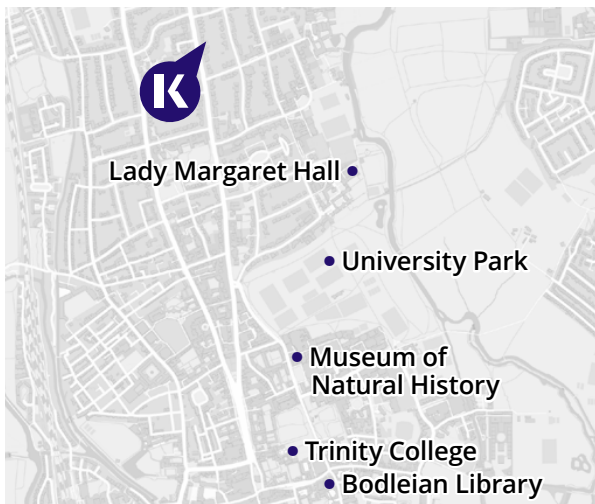 K
Lady Margaret Hall
University Park
Museum of
Natural History
Trinity College
Bodleian Library